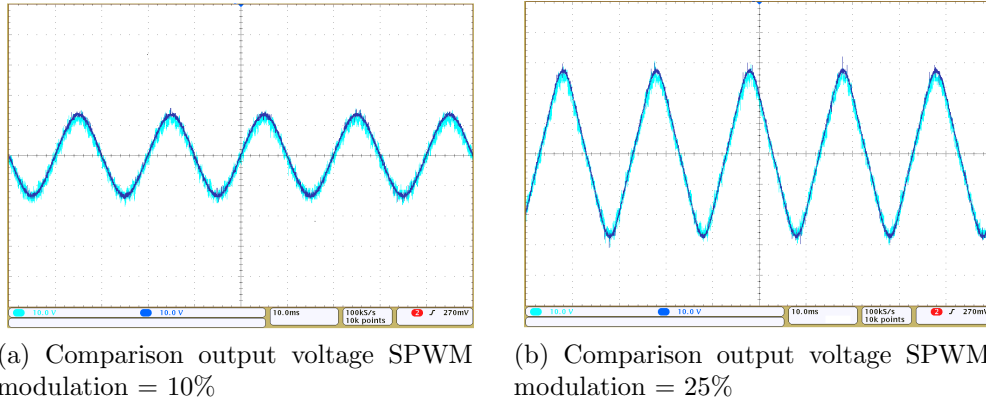 10.0 V 10.0 V 10.0ms 100kS/s 10k points 2 270mV
10.0 V 10.0 V 10.0ms 100kS/s 10k points 2 270mV
(a) Comparison output voltage SPWM
modulation = 10%
(b) Comparison output voltage SPWM
modulation = 25%